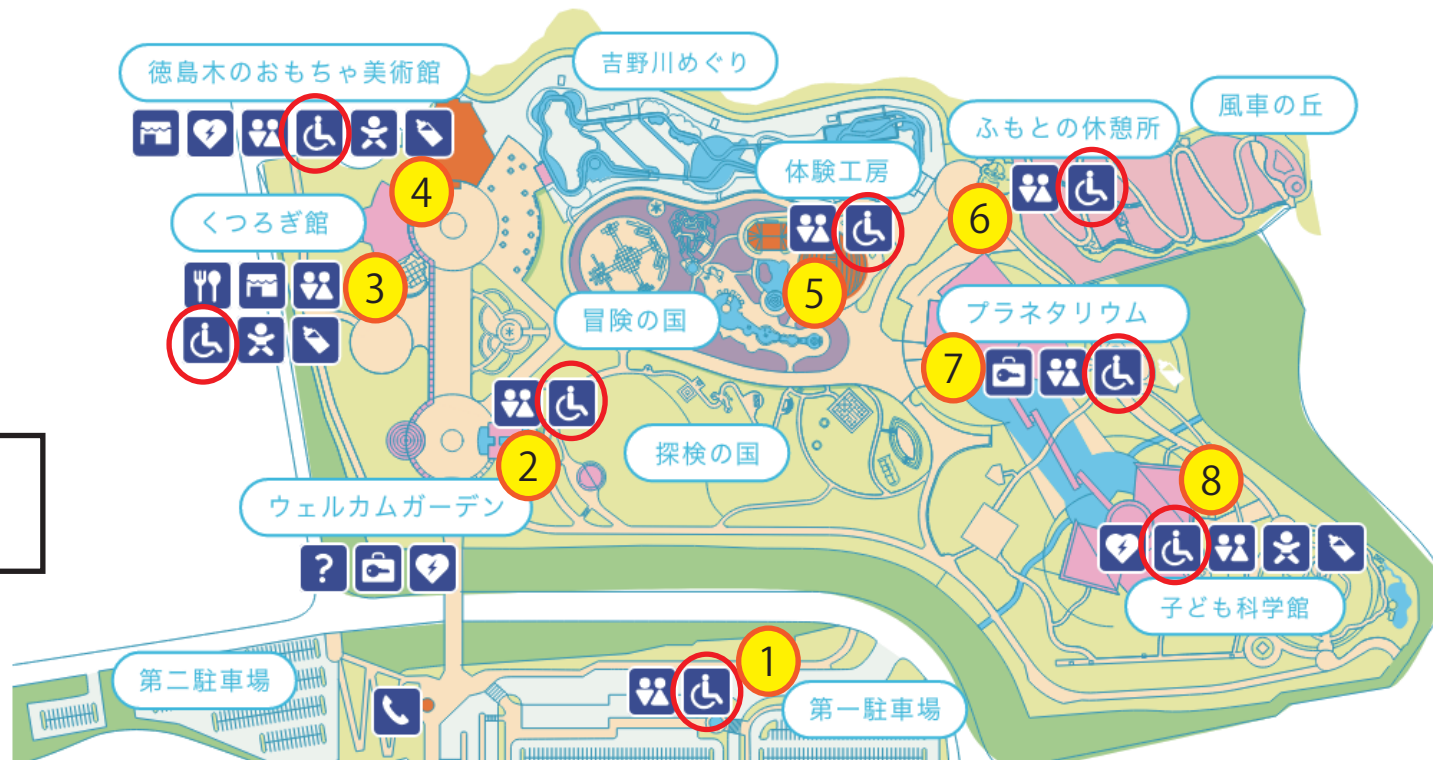 徳島木のおもちゃ美術館
吉野川めぐり
風車の丘
ふもとの休憩所
体験工房
4
くつろぎ館
6
3
5
冒険の国
プラネタリウム
7
2
探検の国
8
ウェルカムガーデン
?
子ども科学館
1
第二駐車場
第一駐車場